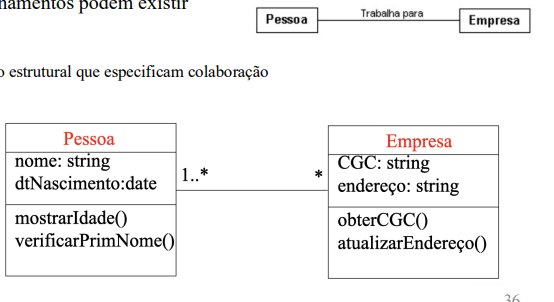 namentos podem existir
Pessoa
Trabalha para
Empresa
o estrutural que especificam colaboração
Pessoa
nome: string
dtNascimento:date
mostrarIdade()
verificarPrimNome()
1..*
*
Empresa
CGC: string
endereço: string
obterCGC()
atualizarEndereço()
36